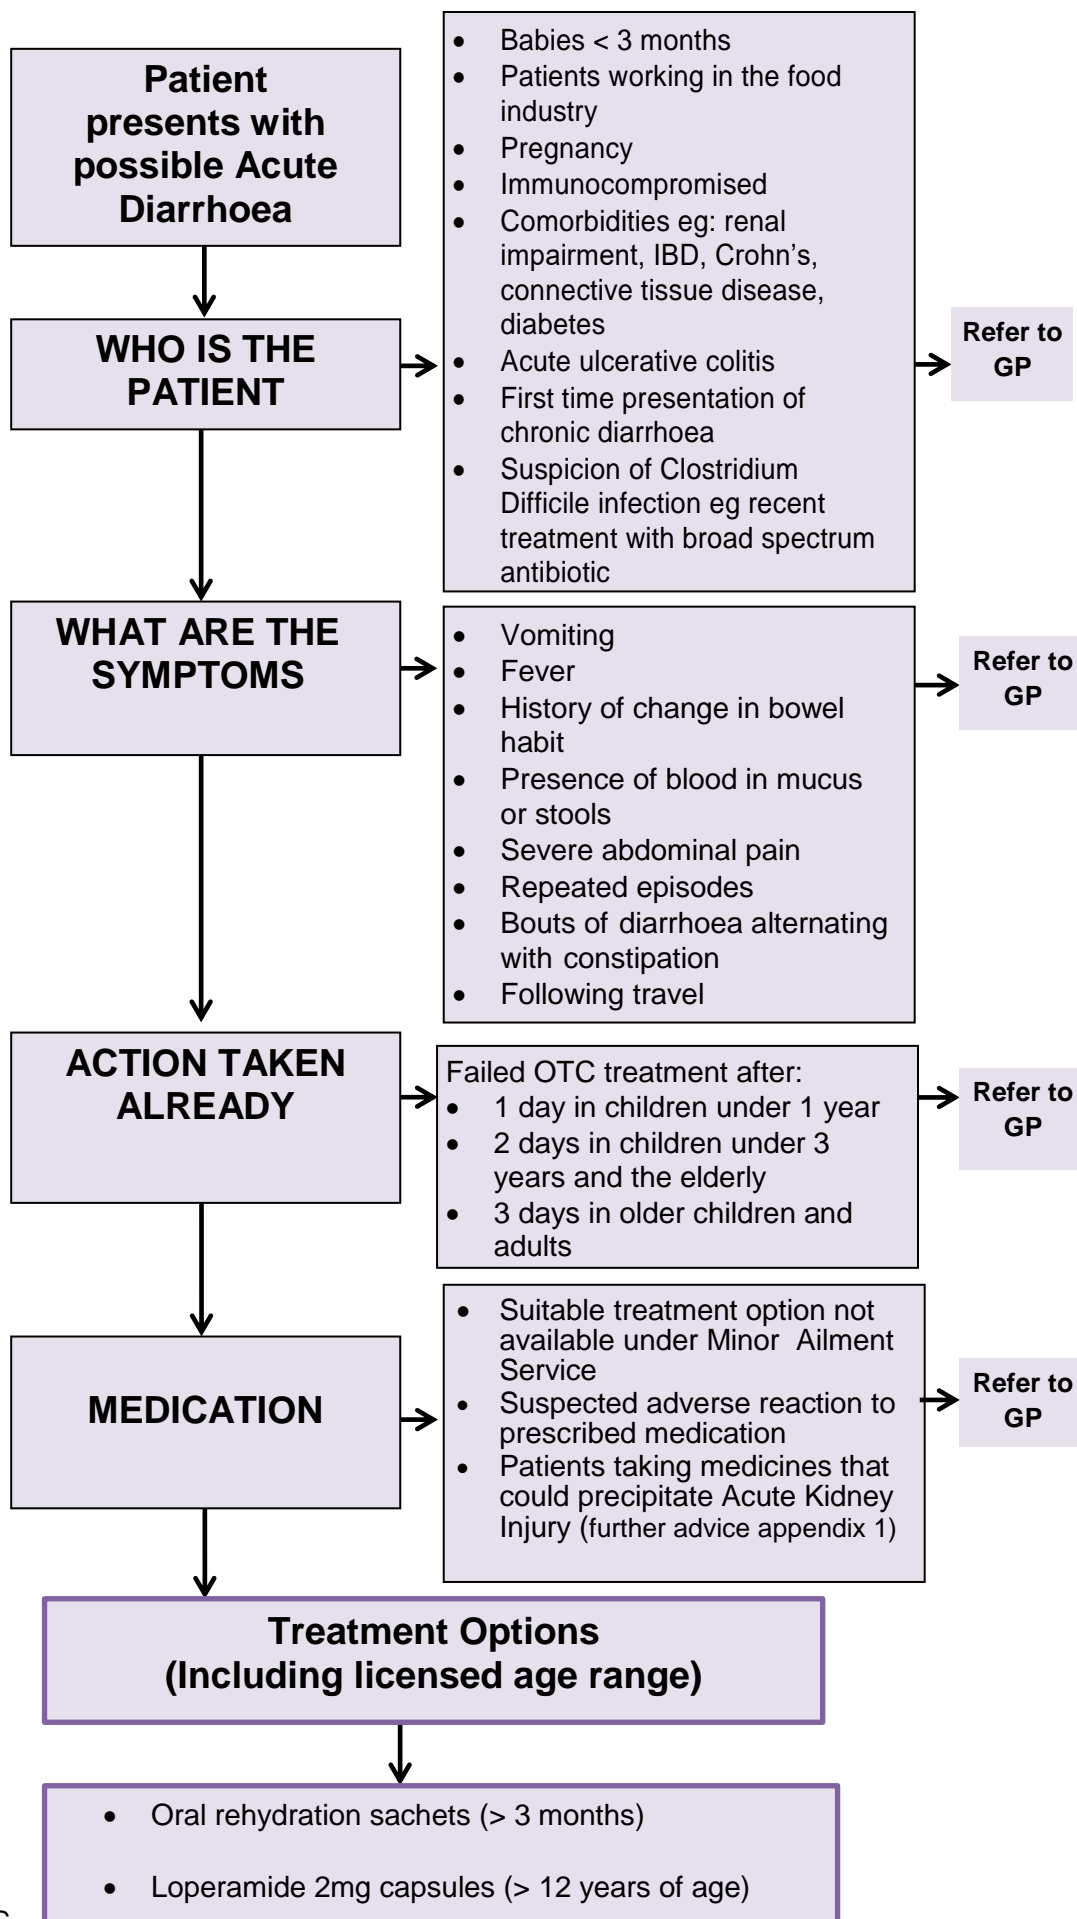 Patient
presents with
possible Acute
Diarrhoea
• Babies < 3 months
• Patients working in the food
industry
• Pregnancy
• Immunocompromised
• Comorbidities eg: renal
impairment, IBD, Crohn’s,
connective tissue disease,
diabetes
• Acute ulcerative colitis
• First time presentation of
chronic diarrhoea
• Suspicion of Clostridium
Difficile infection eg recent
treatment with broad spectrum
antibiotic
WHO IS THE
PATIENT
Refer to
GP
WHAT ARE THE
SYMPTOMS
• Vomiting
• Fever
• History of change in bowel
habit
• Presence of blood in mucus
or stools
• Severe abdominal pain
• Repeated episodes
• Bouts of diarrhoea alternating
with constipation
• Following travel
Refer to
GP
ACTION TAKEN
ALREADY
Failed OTC treatment after:
• 1 day in children under 1 year
• 2 days in children under 3
years and the elderly
• 3 days in older children and
adults
Refer to
GP
MEDICATION
• Suitable treatment option not
available under Minor Ailment
Service
• Suspected adverse reaction to
prescribed medication
• Patients taking medicines that
could precipitate Acute Kidney
Injury (further advice appendix 1)
Refer to
GP
Treatment Options
(Including licensed age range)
• Oral rehydration sachets (> 3 months)
• Loperamide 2mg capsules (> 12 years of age)